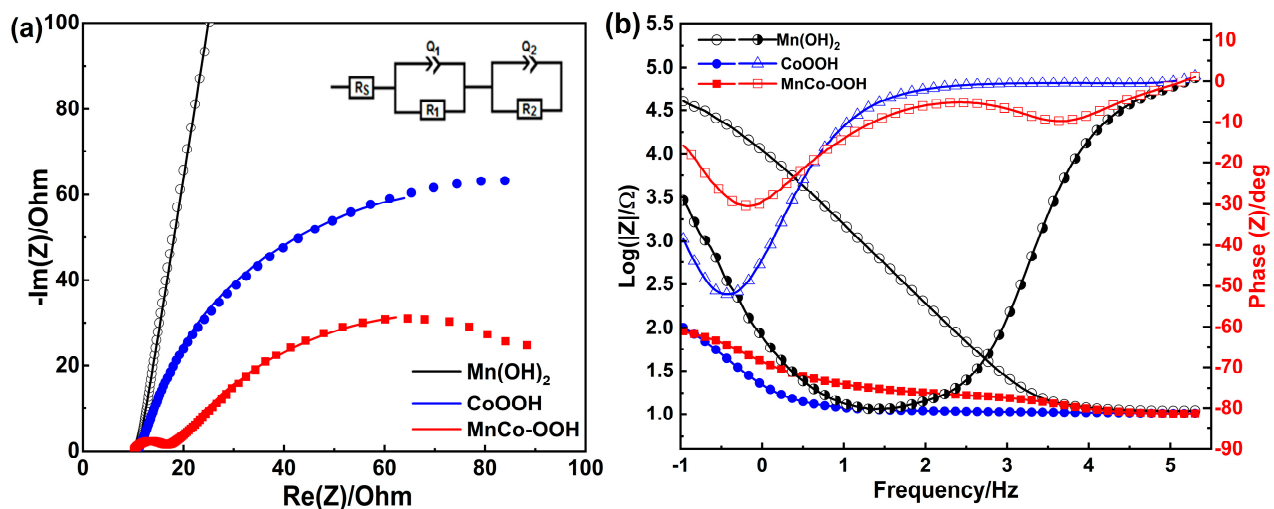 (a)
100
80
60
40
20
0
-Im(Z)/Ohm
Q1
Q2
RS
R1
R2
Mn(OH)2
CoOOH
MnCo-OOH
0 20 40 60 80 100
Re(Z)/Ohm
(b)
5.5
5.0
4.5
4.0
3.5
3.0
2.5
2.0
1.5
1.0
Log(|Z|/Ω)
Mn(OH)2
CoOOH
MnCo-OOH
10
0
-10
-20
-30
-40
-50
-60
-70
-80
-90
Phase (Z)/deg
-1 0 1 2 3 4 5
Frequency/Hz